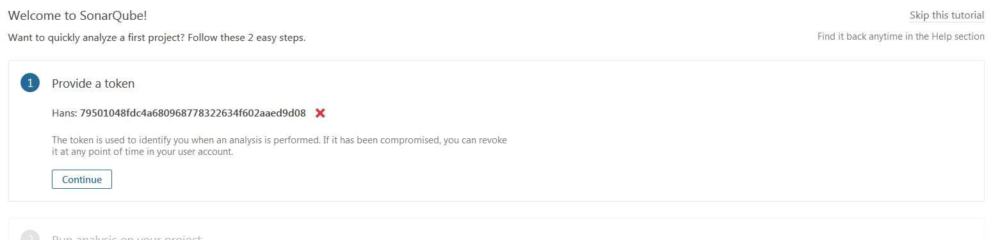 Welcome to SonarQube!
Skip this tutorial
Want to quickly analyze a first project? Follow these 2 easy steps.
Find it back anytime in the Help section
1 Provide a token
Hans: 79501048fdc4a680968778322634f602aaed9d08
The token is used to identify you when an analysis is performed. If it has been compromised, you can revoke
it at any point of time in your user account.
Continue
2 Run analysis on your project